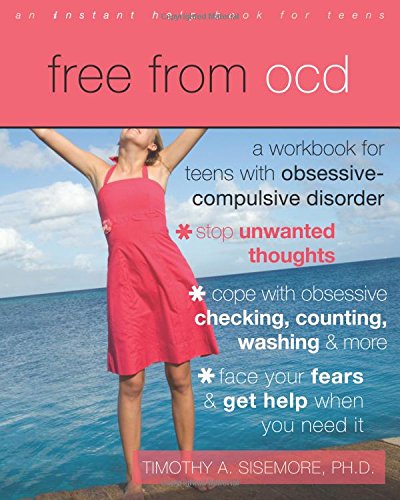 an instant help book for teens
free from ocd
a workbook for
teens with obsessive-
compulsive disorder
* stop unwanted
thoughts
* cope with obsessive
checking, counting,
washing & more
* face your fears
& get help when
you need it
TIMOTHY A. SISEMORE, PH.D.